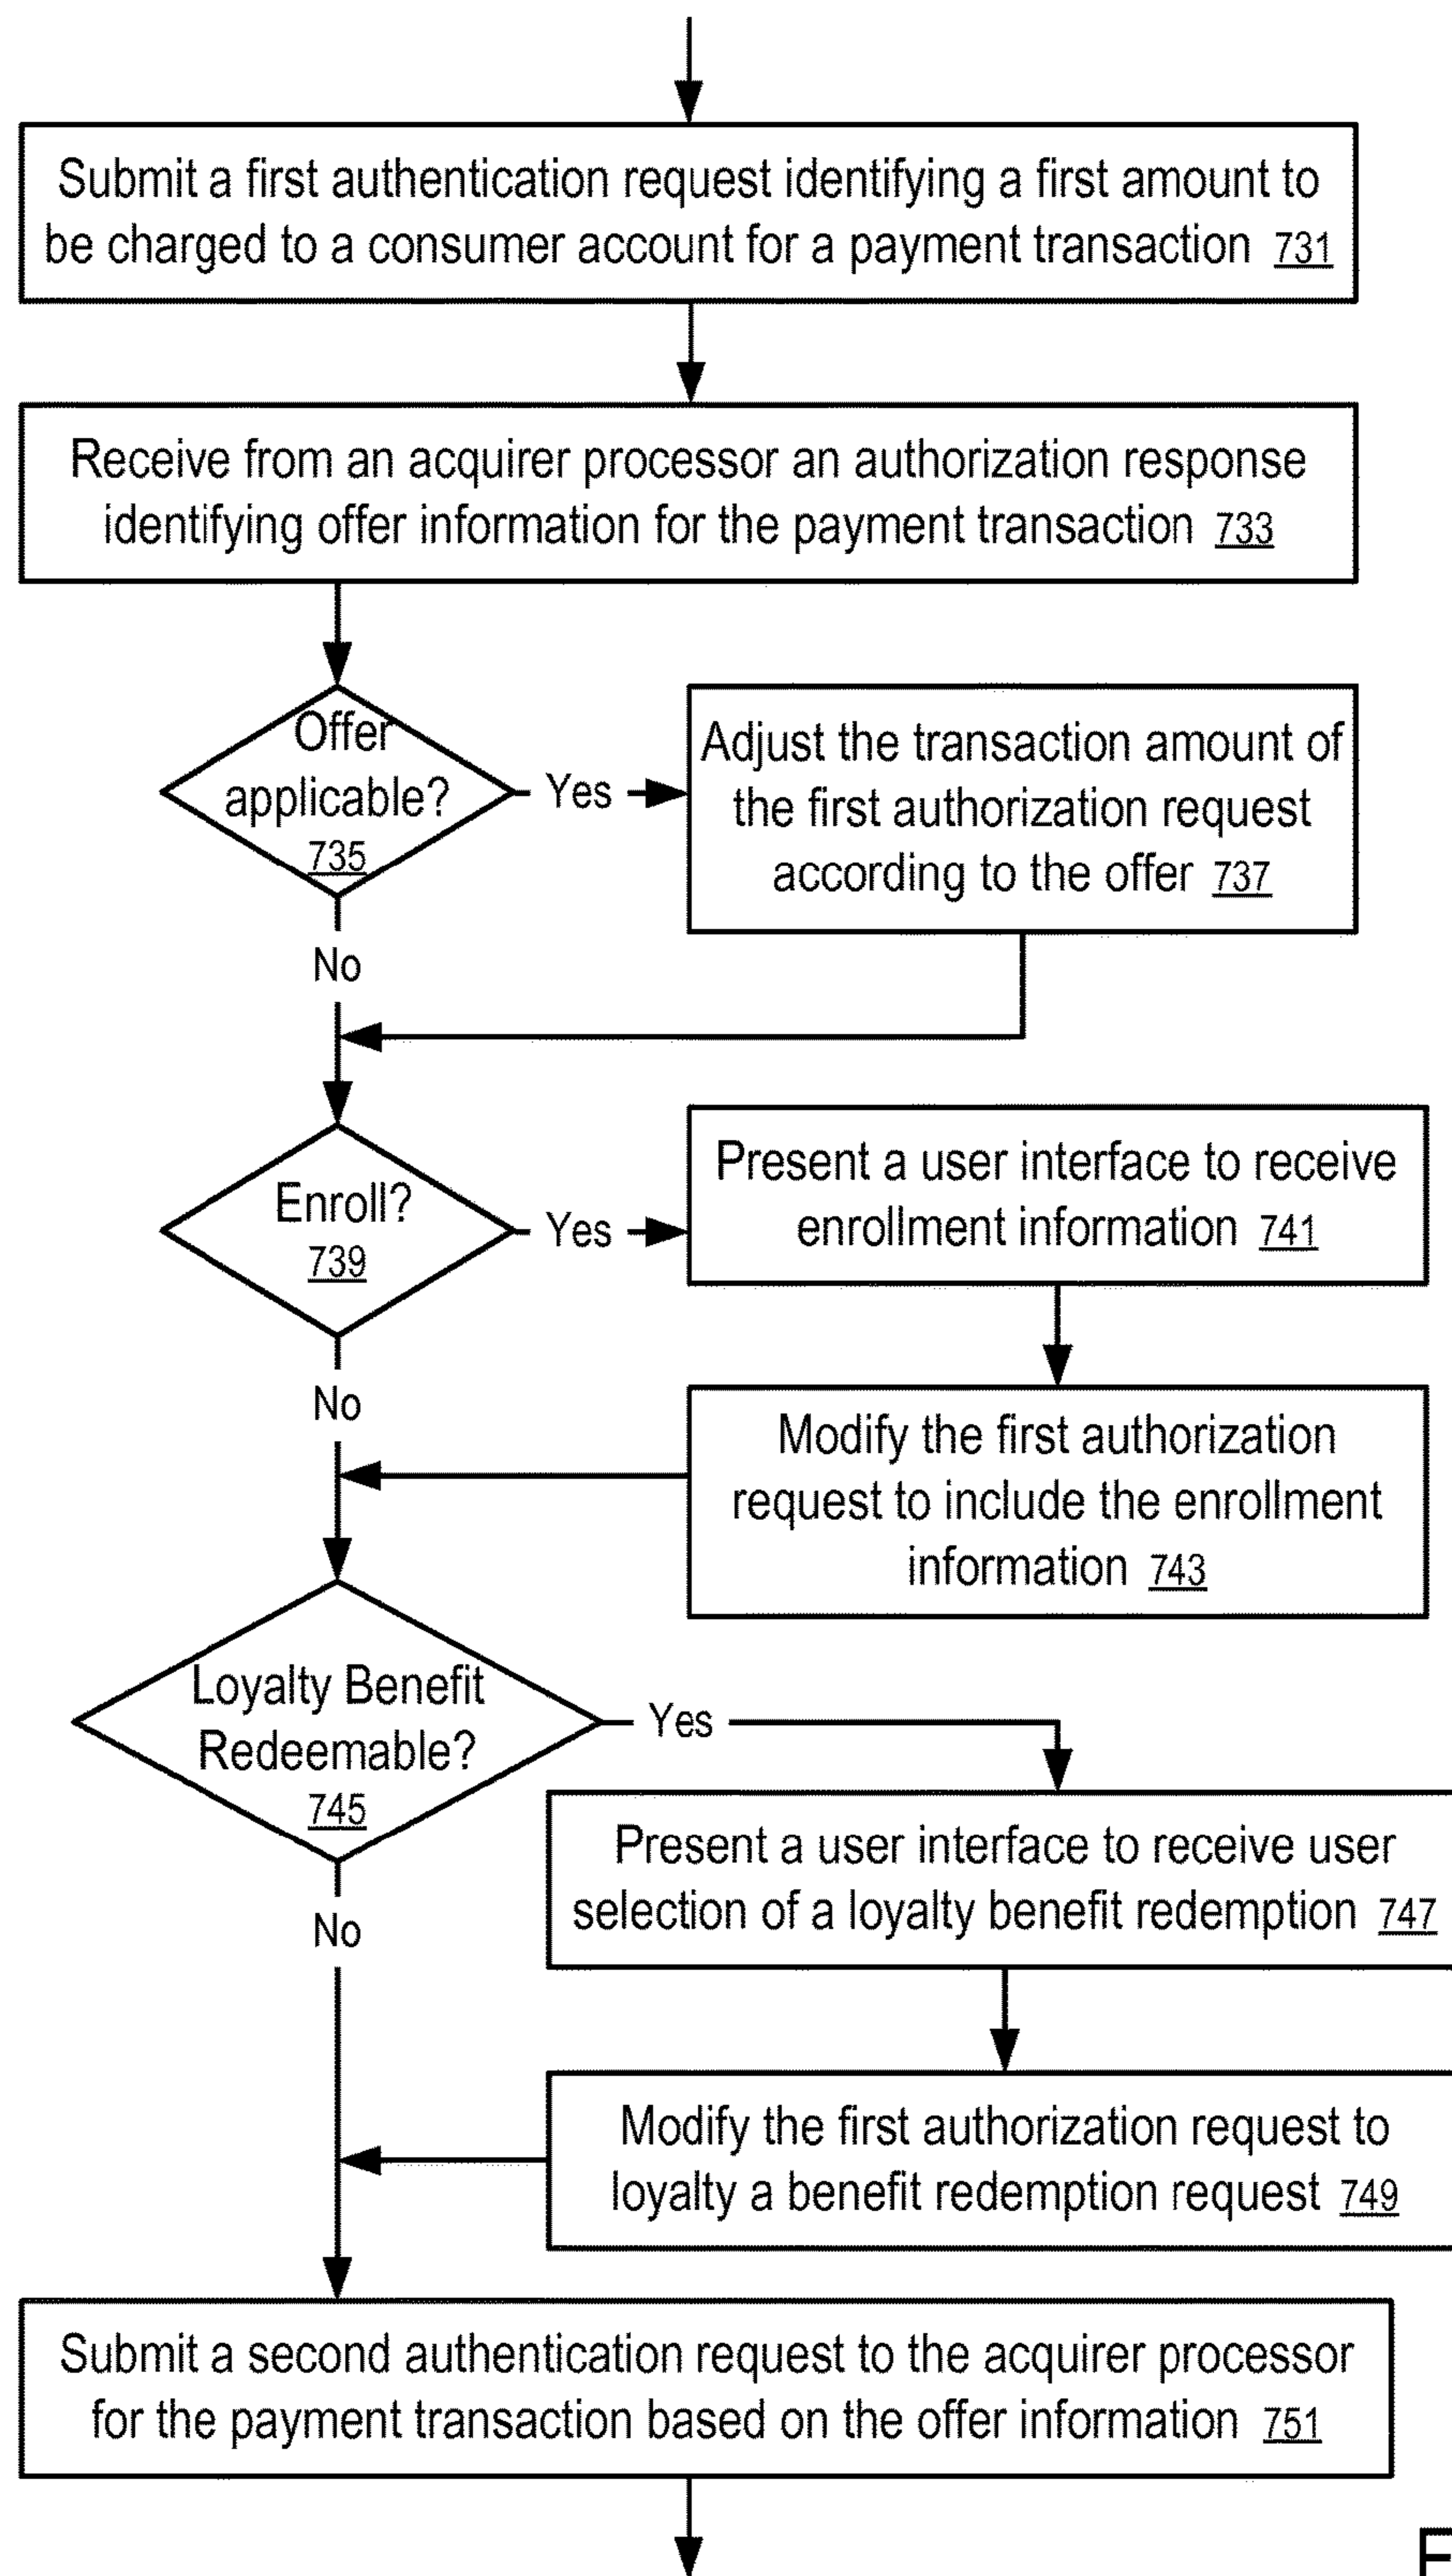 Submit a first authentication request identifying a first amount to
be charged to a consumer account for a payment transaction 731
Receive from an acquirer processor an authorization response
identifying offer information for the payment transaction 733
Offer
applicable?
735
Yes
Adjust the transaction amount of
the first authorization request
according to the offer 737
No
Enroll?
739
Yes
Present a user interface to receive
enrollment information 741
No
Modify the first authorization
request to include the enrollment
information 743
Loyalty Benefit
Redeemable?
745
Yes
Present a user interface to receive user
selection of a loyalty benefit redemption 747
No
Modify the first authorization request to
loyalty a benefit redemption request 749
Submit a second authentication request to the acquirer processor
for the payment transaction based on the offer information 751